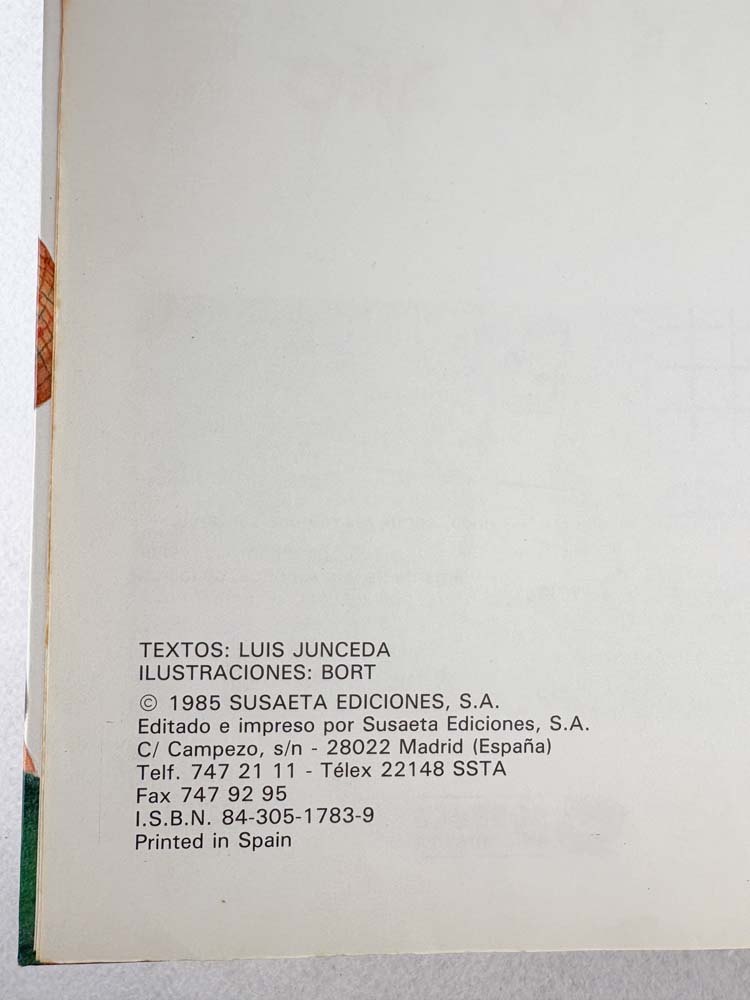 TEXTOS: LUIS JUNCEDA
ILUSTRACIONES: BORT
© 1985 SUSAETA EDICIONES, S.A.
Editado e impreso por Susaeta Ediciones, S.A.
C/ Campezo, s/n - 28022 Madrid (España)
Telf. 747 21 11 - Télex 22148 SSTA
Fax 747 92 95
I.S.B.N. 84-305-1783-9
Printed in Spain